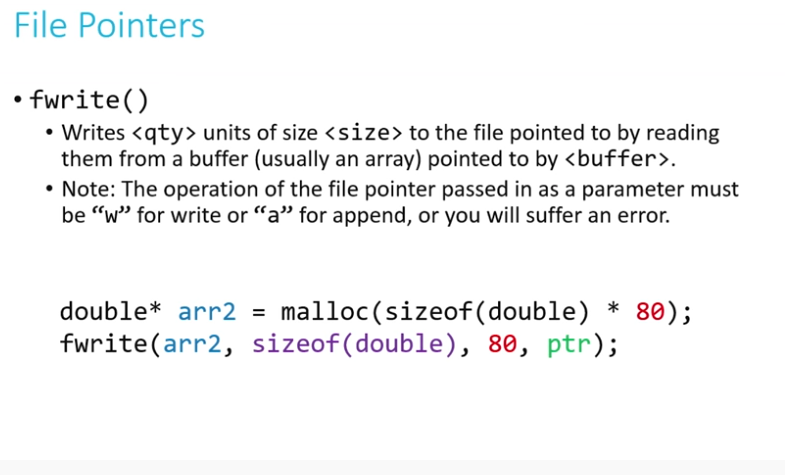 File Pointers
• fwrite()
• Writes <qty> units of size <size> to the file pointed to by reading
them from a buffer (usually an array) pointed to by <buffer>.
• Note: The operation of the file pointer passed in as a parameter must
be “w” for write or “a” for append, or you will suffer an error.
double* arr2 = malloc(sizeof(double) * 80);
fwrite(arr2, sizeof(double), 80, ptr);